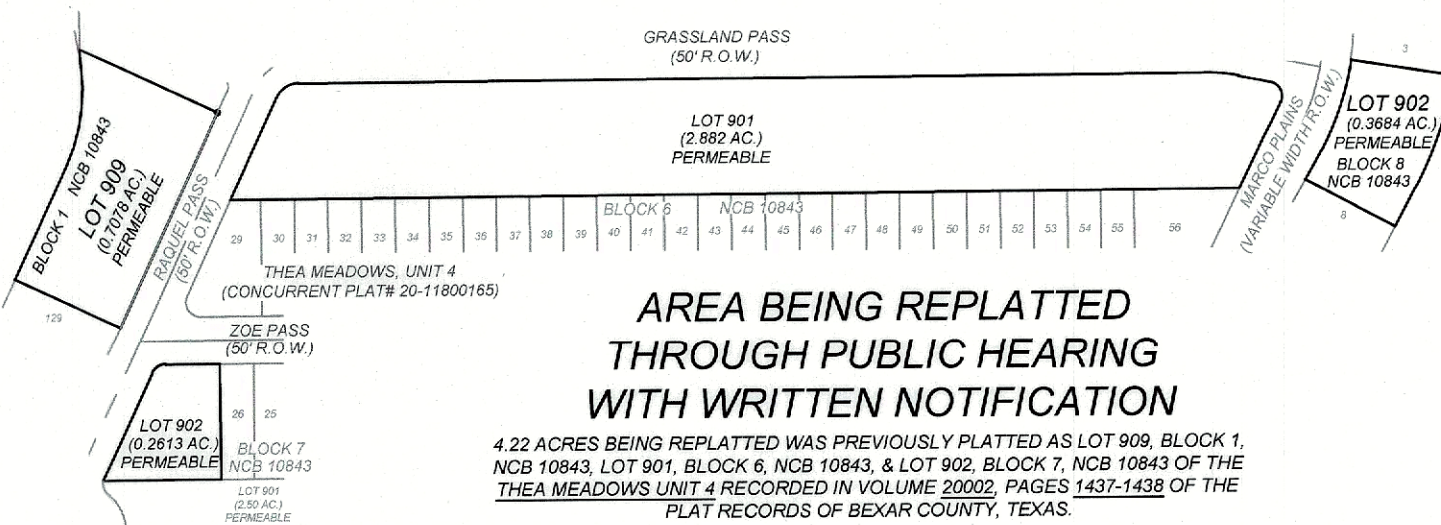 GRASSLAND PASS
(50' R.O.W.)
BLOCK 1 NCB 10843
LOT 909
(0.7078 AC.)
PERMEABLE
RAQUEL PASS
(50' R.O.W.)
LOT 901
(2.882 AC.)
PERMEABLE
MARCO PLAINS
(VARIABLE WIDTH R.O.W.)
3
LOT 902
(0.3684 AC.)
PERMEABLE
BLOCK 8
NCB 10843
8
BLOCK 6 NCB 10843
29 30 31 32 33 34 35 36 37 38 39 40 41 42 43 44 45 46 47 48 49 50 51 52 53 54 55 56
THEA MEADOWS, UNIT 4
(CONCURRENT PLAT# 20-11800165)
129
ZOE PASS
(50' R.O.W.)
LOT 902
(0.2613 AC.)
PERMEABLE
26 25
BLOCK 7
NCB 10843
LOT 901
(2.50 AC.)
PERMEABLE
AREA BEING REPLATTED
THROUGH PUBLIC HEARING
WITH WRITTEN NOTIFICATION
4.22 ACRES BEING REPLATTED WAS PREVIOUSLY PLATTED AS LOT 909, BLOCK 1,
NCB 10843, LOT 901, BLOCK 6, NCB 10843, & LOT 902, BLOCK 7, NCB 10843 OF THE
THEA MEADOWS UNIT 4 RECORDED IN VOLUME 20002, PAGES 1437-1438 OF THE
PLAT RECORDS OF BEXAR COUNTY, TEXAS.